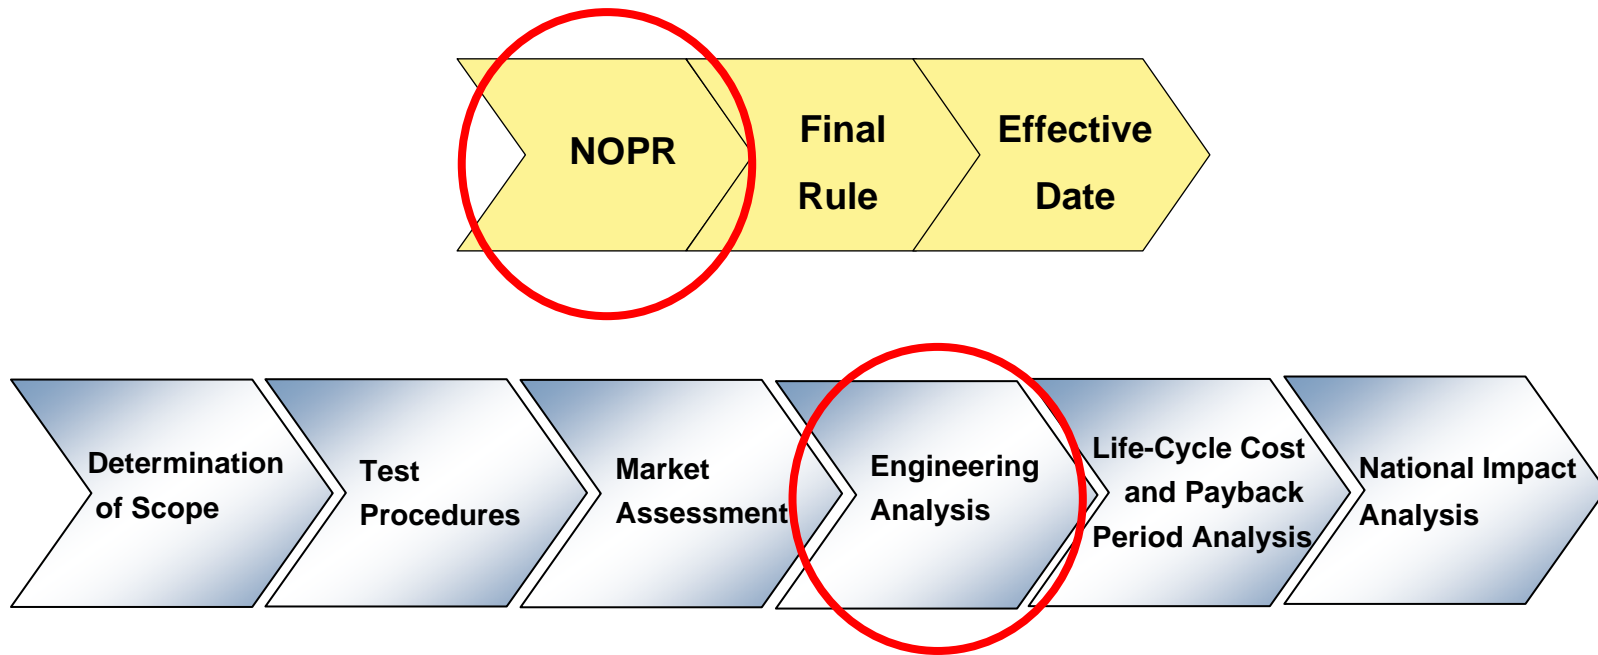 NOPR
Final
Rule
Effective
Date
Determination
of Scope
Test
Procedures
Market
Assessment
Engineering
Analysis
Life-Cycle Cost
and Payback
Period Analysis
National Impact
Analysis